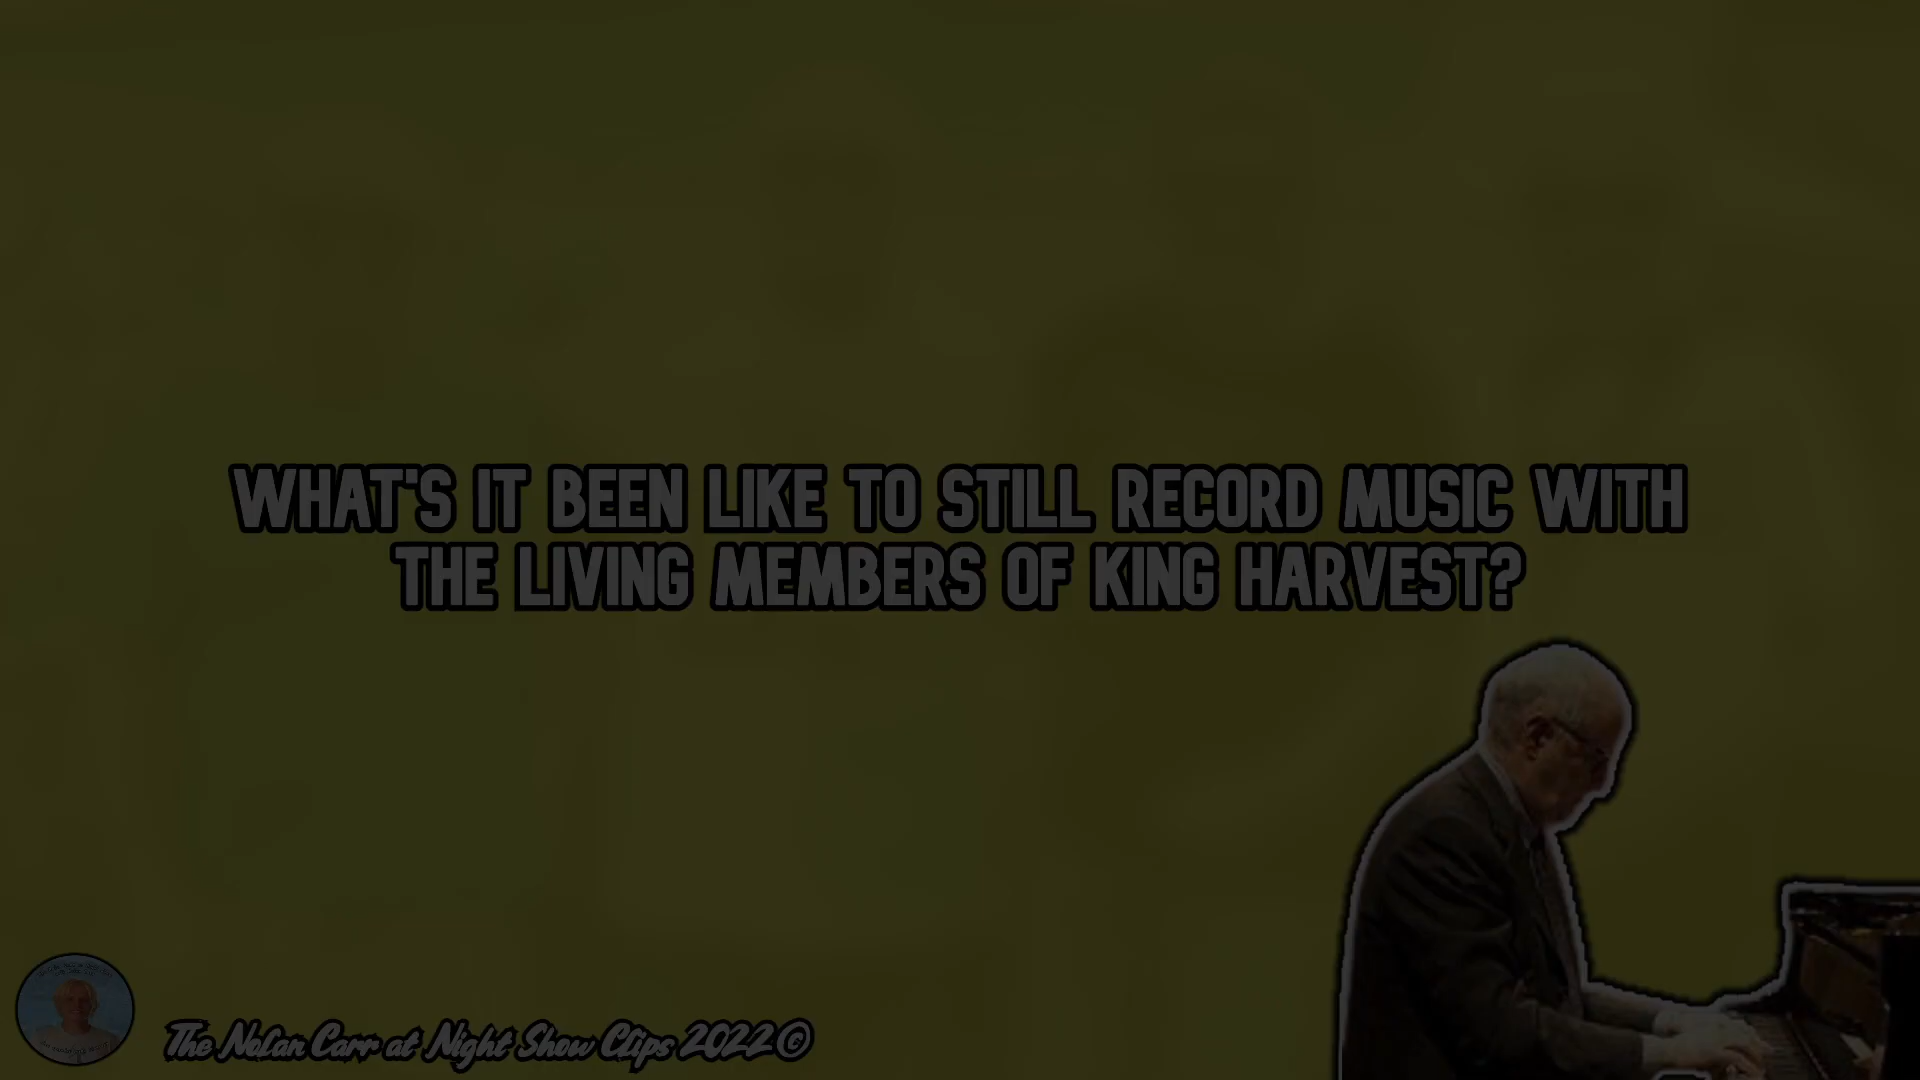 WHAT'S IT BEEN LIKE TO STILL RECORD MUSIC WITH
THE LIVING MEMBERS OF KING HARVEST?
The Nolan Carr at Night Show Clips 2022 ©